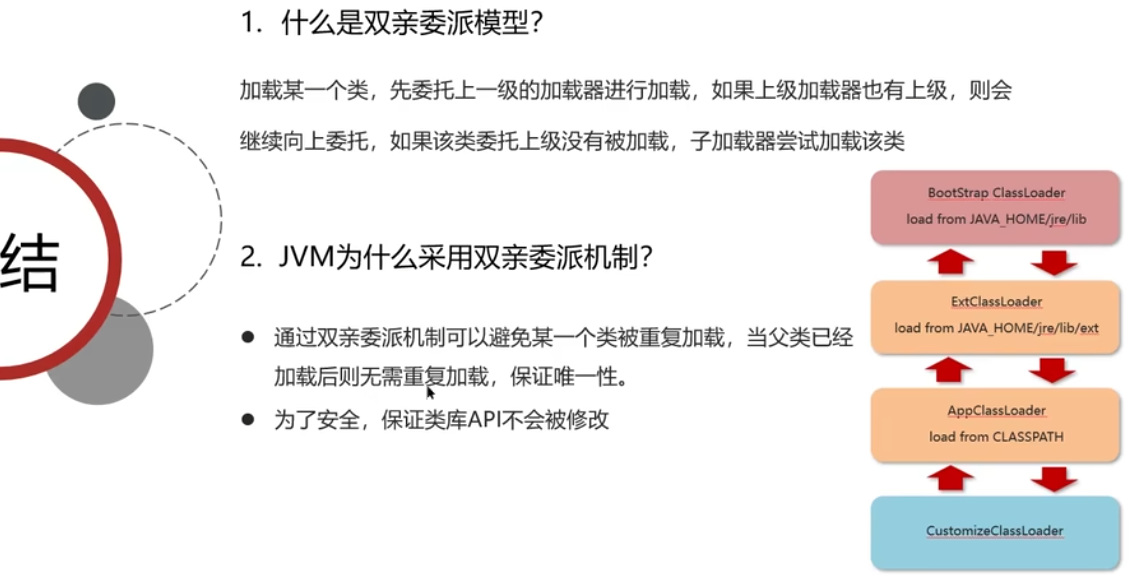 1. 什么是双亲委派模型？
加载某一个类，先委托上一级的加载器进行加载，如果上级加载器也有上级，则会
继续向上委托，如果该类委托上级没有被加载，子加载器尝试加载该类
结
2. JVM为什么采用双亲委派机制？
● 通过双亲委派机制可以避免某一个类被重复加载，当父类已经
加载后则无需重复加载，保证唯一性。
● 为了安全，保证类库API不会被修改
BootStrap ClassLoader
load from JAVA_HOME/jre/lib
ExtClassLoader
load from JAVA_HOME/jre/lib/ext
AppClassLoader
load from CLASSPATH
CustomizeClassLoader